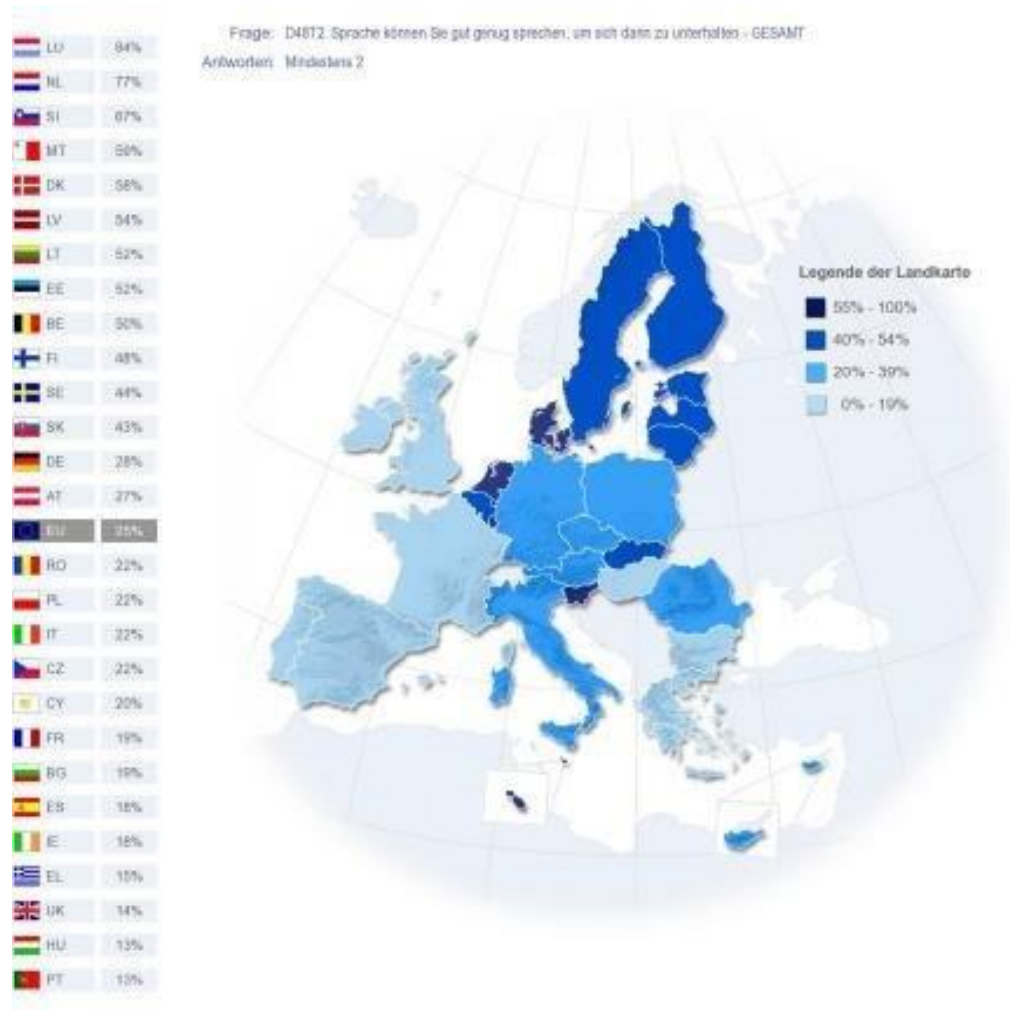 Frage: D48T2. Sprache können Sie gut genug sprechen, um sich darin zu unterhalten - GESAMT
Antworten: Mindestens 2
LU 84%
NL 77%
SI 67%
MT 59%
DK 58%
LV 54%
LT 52%
EE 52%
BE 50%
FI 48%
SE 44%
SK 43%
DE 28%
AT 27%
EU 25%
RO 22%
PL 22%
IT 22%
CZ 22%
CY 20%
FR 19%
BG 19%
ES 18%
IE 18%
EL 15%
UK 14%
HU 13%
PT 13%
Legende der Landkarte
55% - 100%
40% - 54%
20% - 39%
0% - 19%